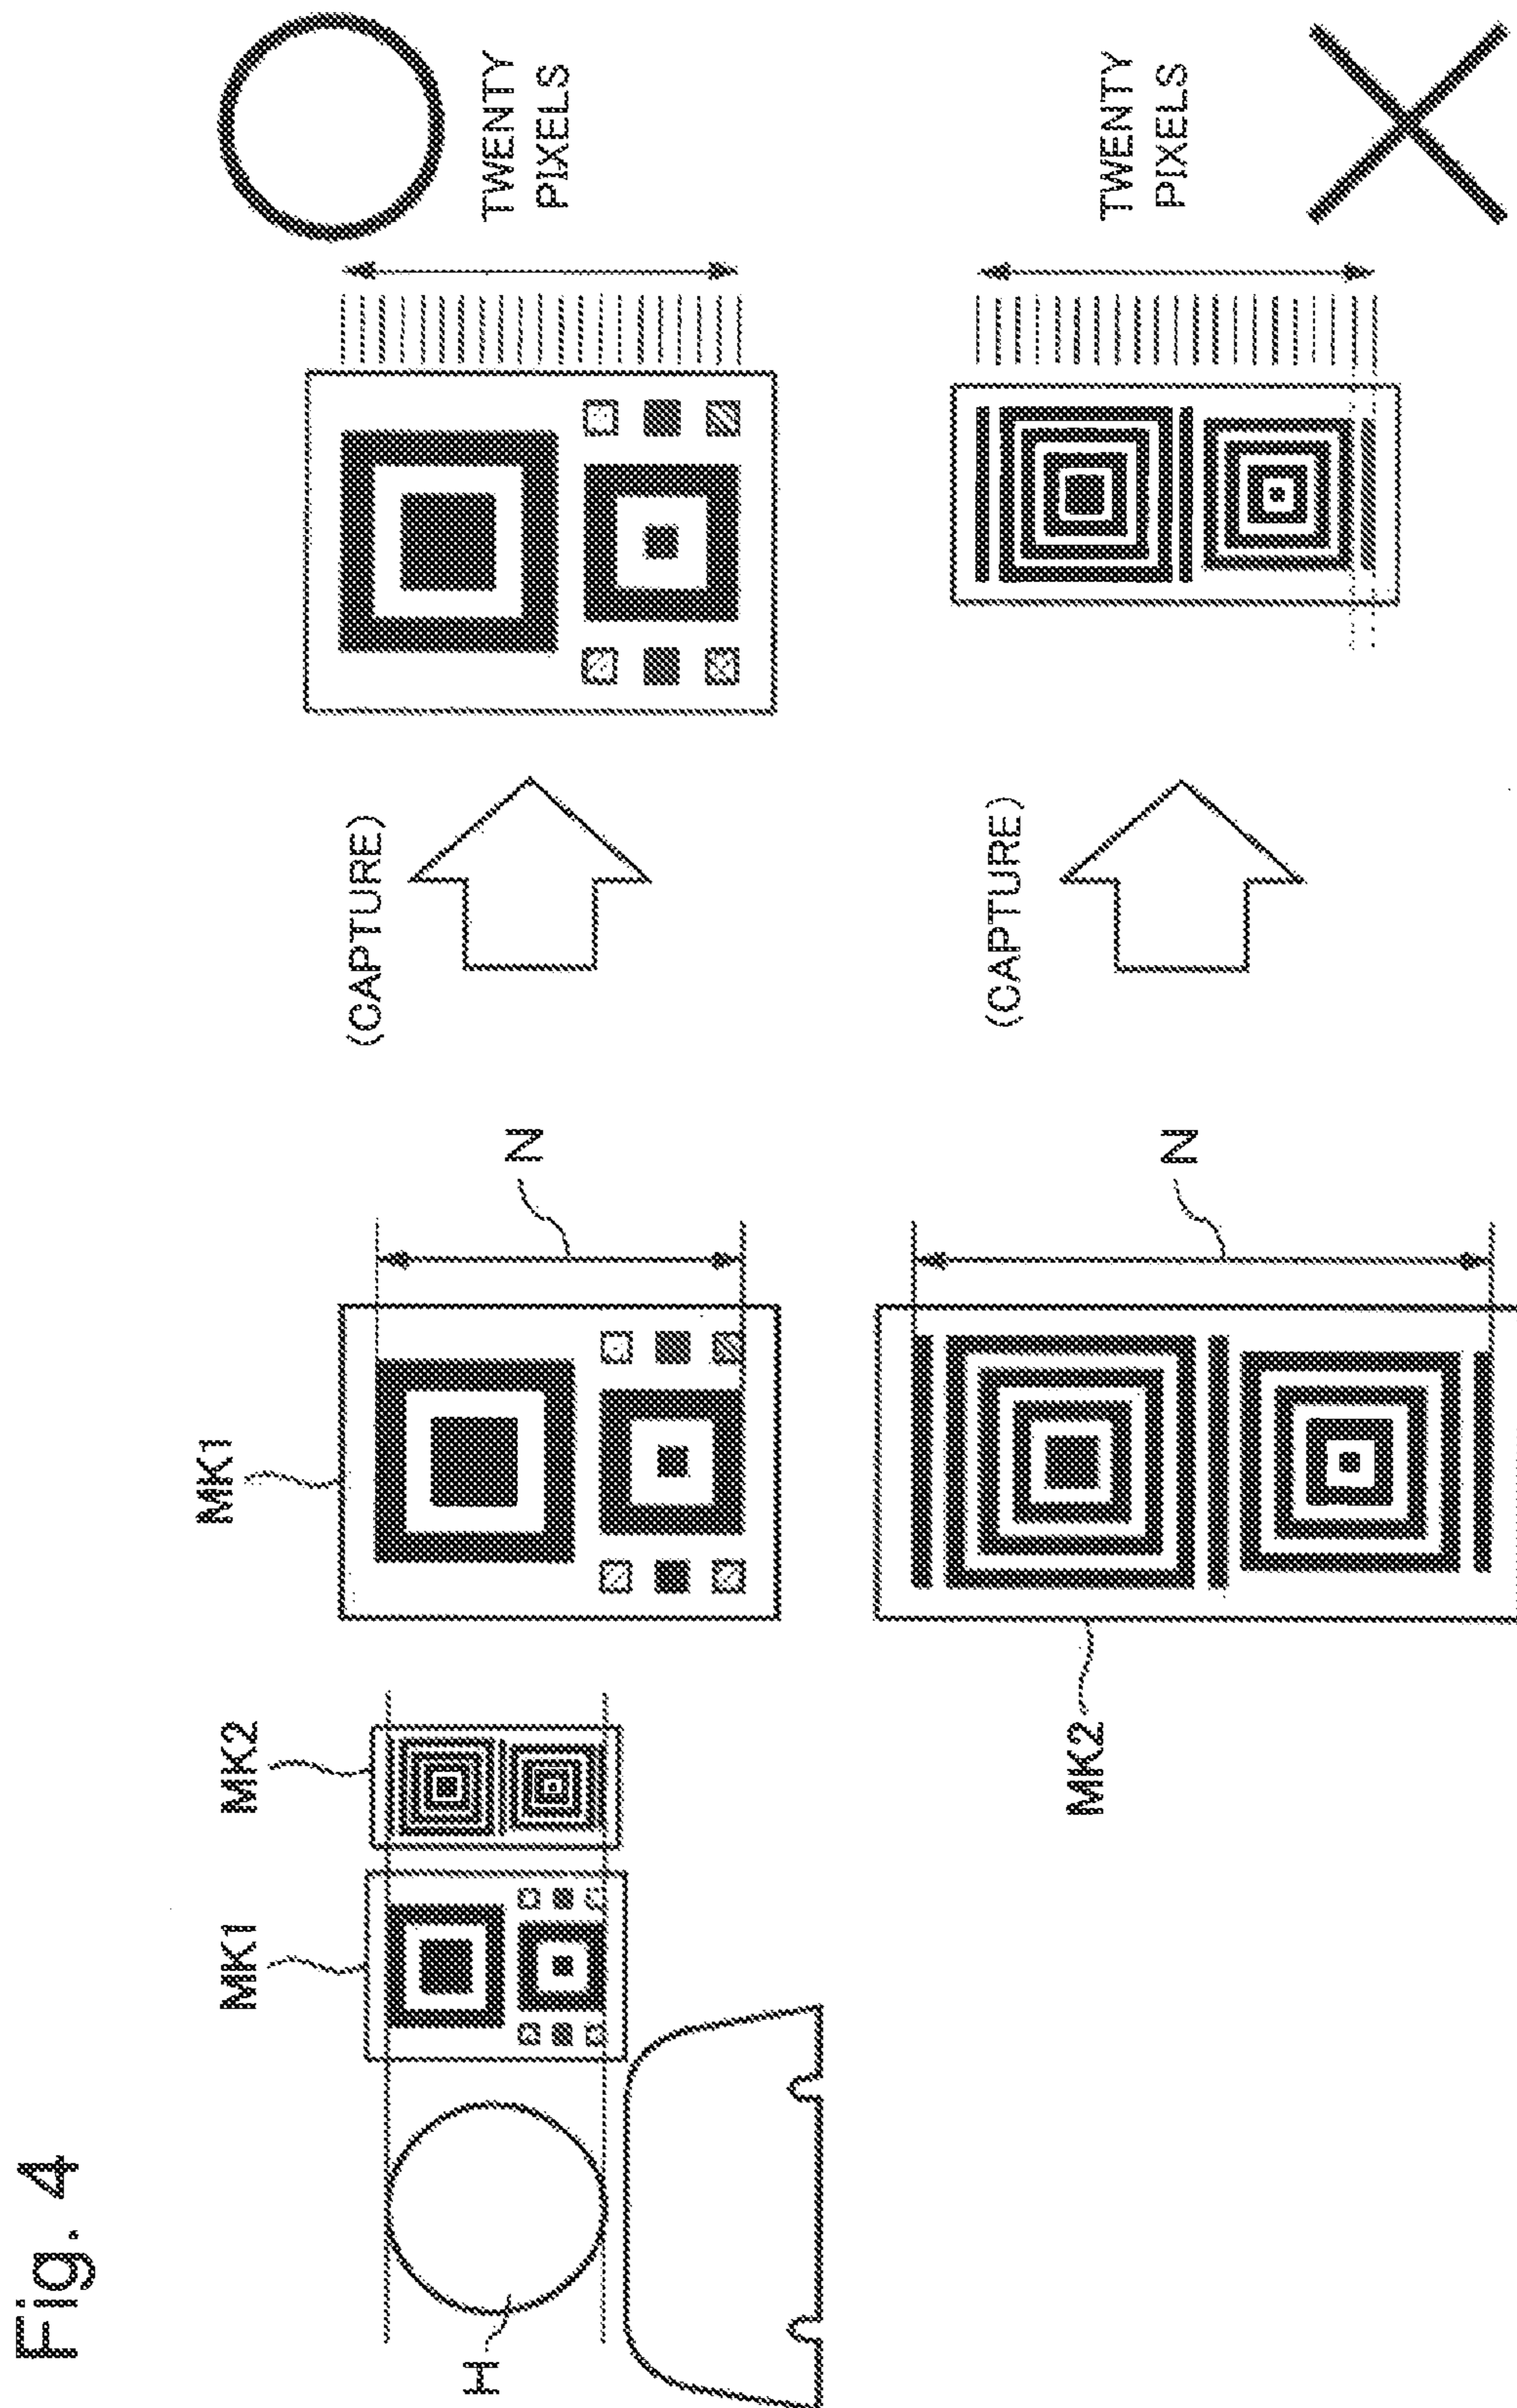 Fig. 4
H
MK1
MK2
MK1
N
(CAPTURE)
TWENTY
PIXELS
MK2
N
(CAPTURE)
TWENTY
PIXELS